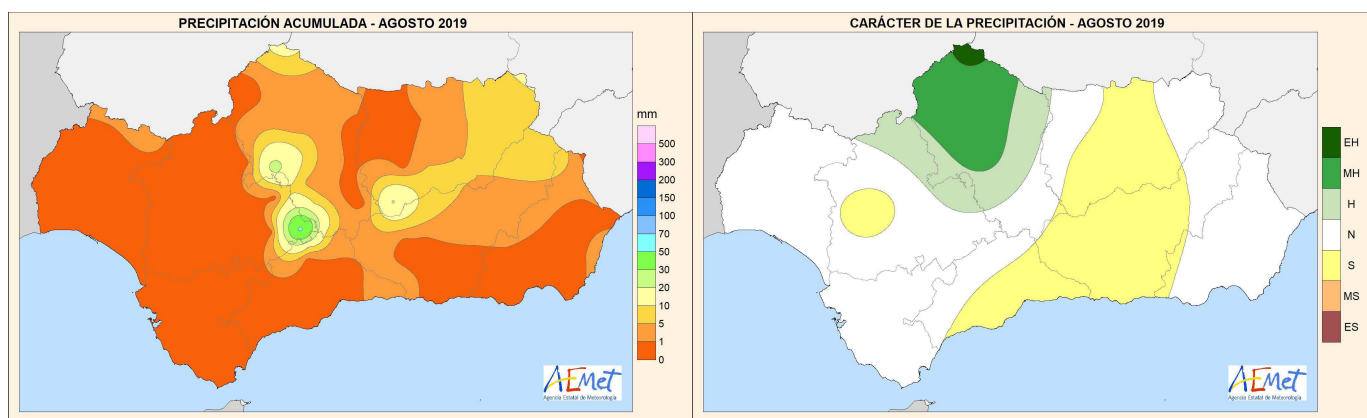 PRECIPITACIÓN ACUMULADA - AGOSTO 2019
mm
500
300
200
150
100
70
50
30
20
10
5
1
0
AEMet
Agencia Estatal de Meteorología
CARÁCTER DE LA PRECIPITACIÓN - AGOSTO 2019
EH
MH
H
N
S
MS
ES
AEMet
Agencia Estatal de Meteorología